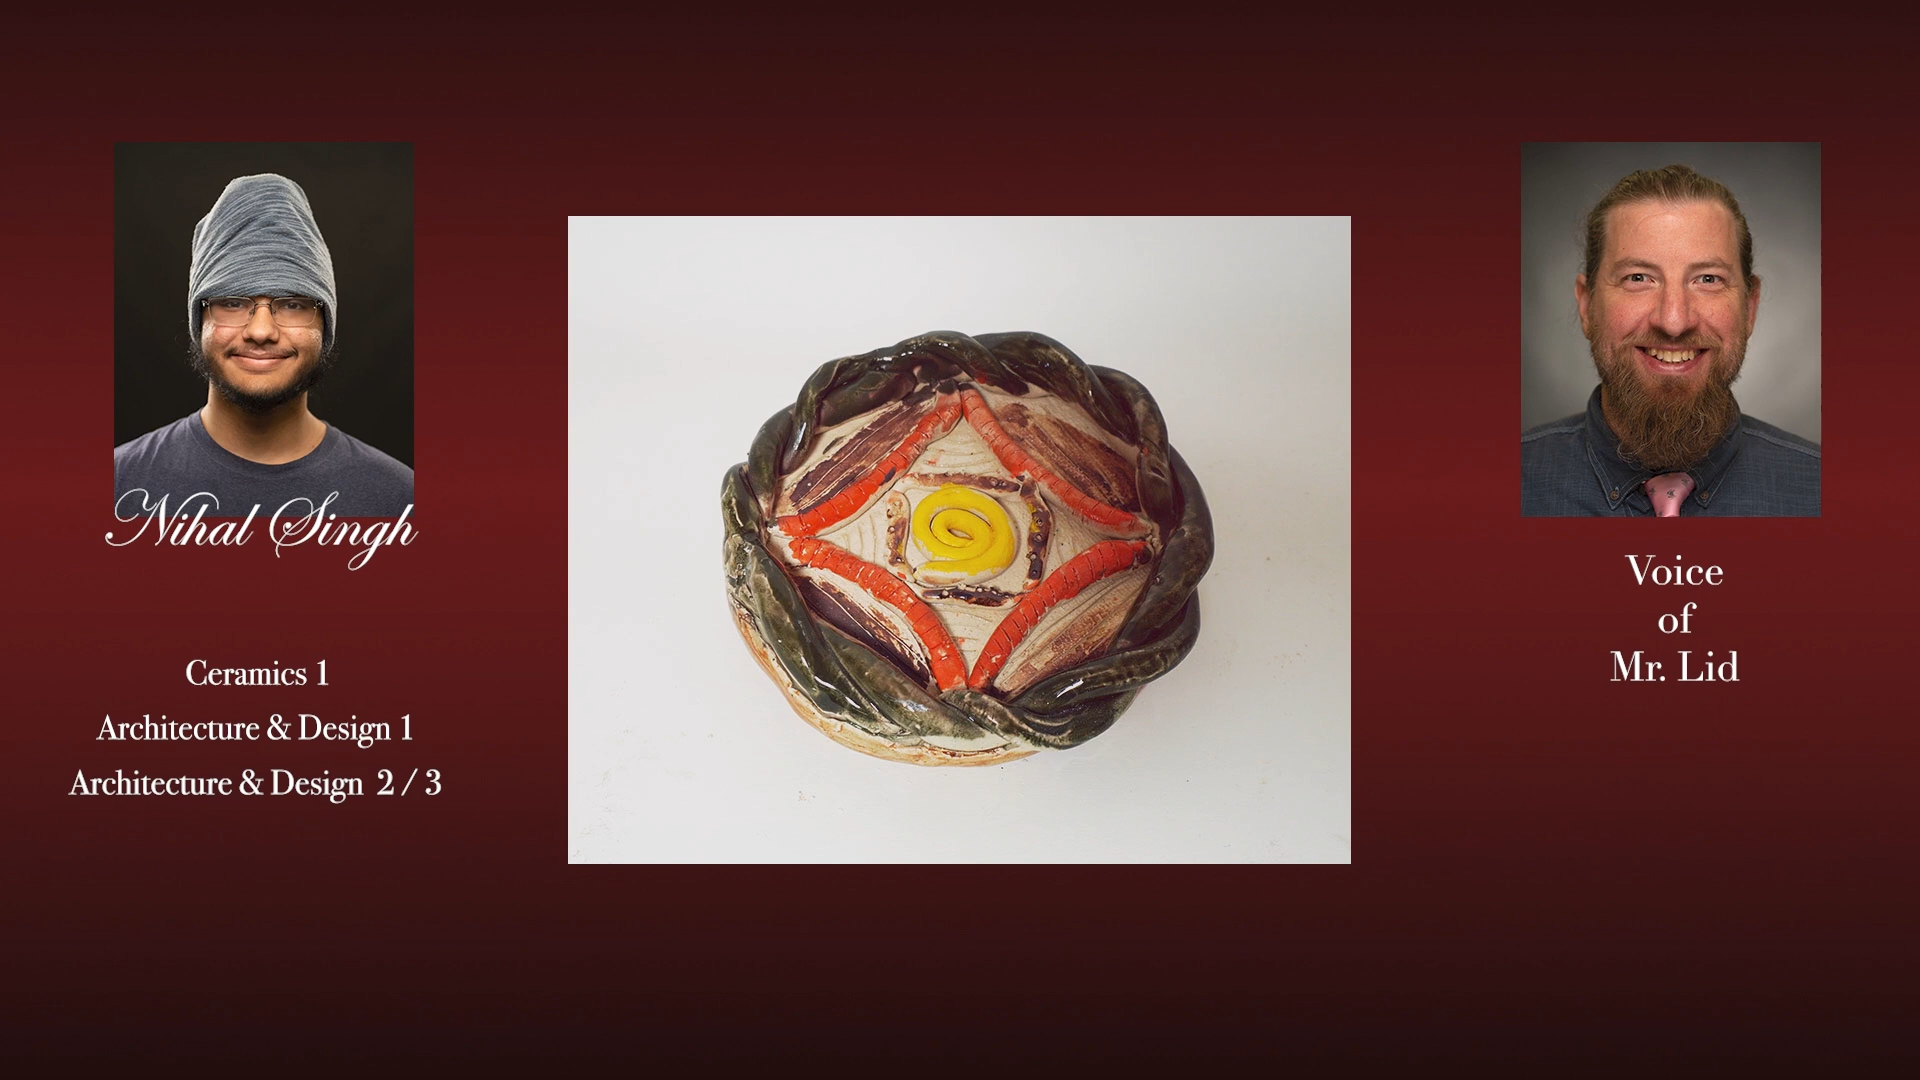 Nihal Singh
Ceramics 1
Architecture & Design 1
Architecture & Design 2 / 3
Voice
of
Mr. Lid